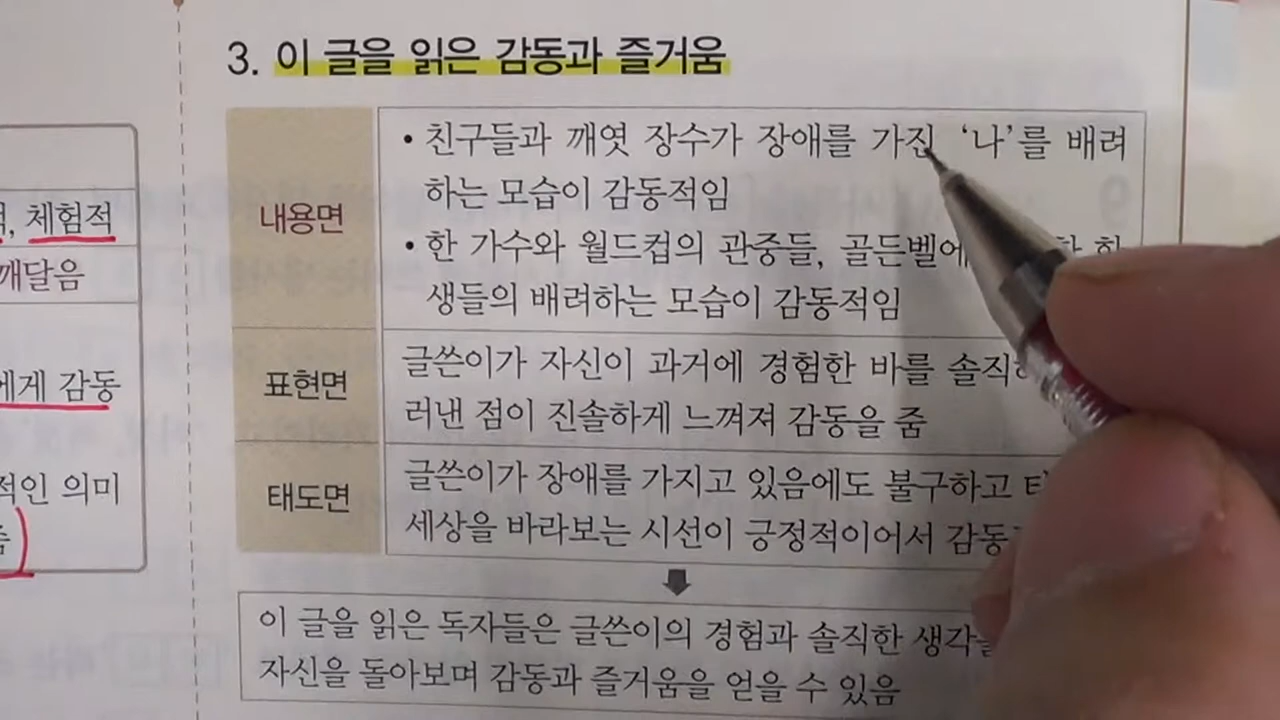 3. 이 글을 읽은 감동과 즐거움
내용면
• 친구들과 깨엿 장수가 장애를 가진 ‘나’를 배려
하는 모습이 감동적임
• 한 가수와 월드컵의 관중들, 골든벨에
생들의 배려하는 모습이 감동적임
표현면
글쓴이가 자신이 과거에 경험한 바를 솔직
러낸 점이 진솔하게 느껴져 감동을 줌
태도면
글쓴이가 장애를 가지고 있음에도 불구하고
세상을 바라보는 시선이 긍정적이어서 감동
이 글을 읽은 독자들은 글쓴이의 경험과 솔직한 생각
자신을 돌아보며 감동과 즐거움을 얻을 수 있음
, 체험적
깨달음
에게 감동
적인 의미